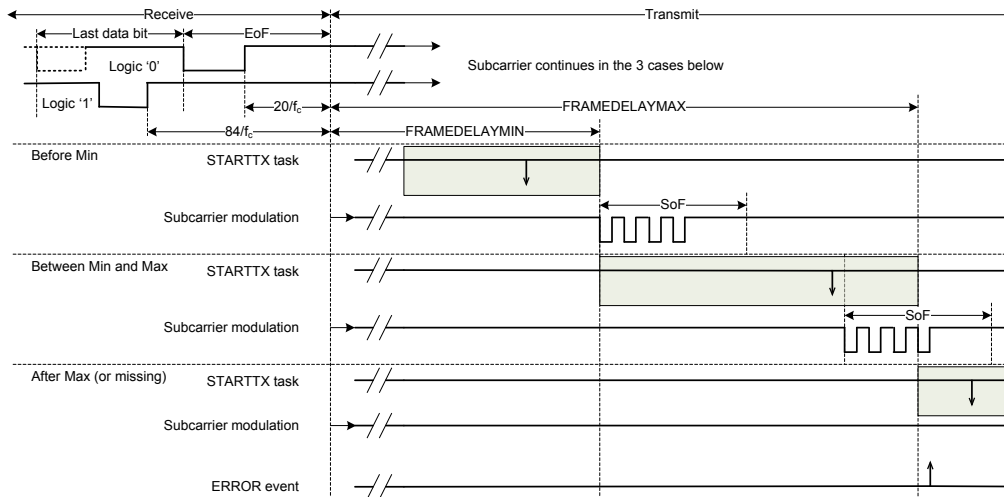 Receive
Transmit
Last data bit
EoF
Logic ‘0’
Subcarrier continues in the 3 cases below
Logic ‘1’
20/fc
FRAMEDELAYMAX
84/fc
FRAMEDELAYMIN
Before Min
STARTTX task
SoF
Subcarrier modulation
Between Min and Max
STARTTX task
SoF
Subcarrier modulation
After Max (or missing)
STARTTX task
Subcarrier modulation
ERROR event